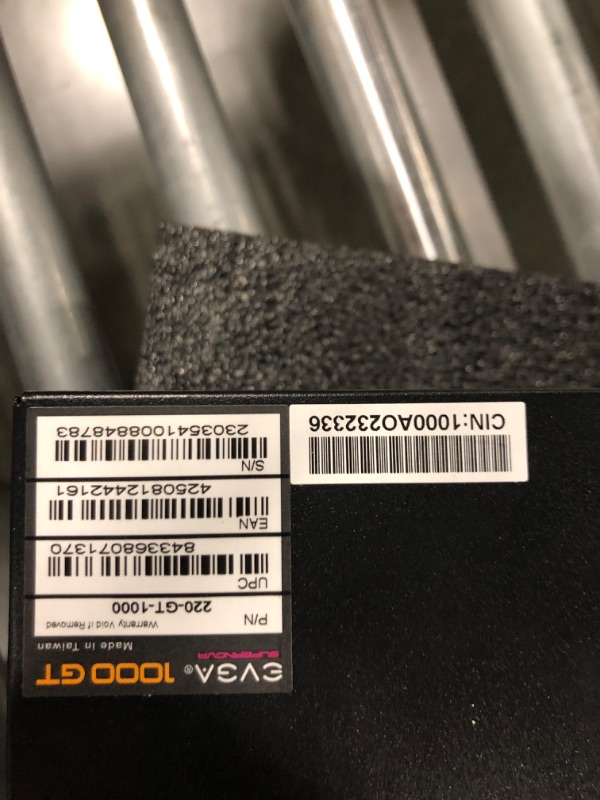 EVGA® 1000 GT
SUPERNOVA
Made in Taiwan
P/N 220-GT-1000
Warranty Void if Removed
UPC
843368071370
EAN
4250812442161
S/N
2303541008848783
CIN:1000AO232336